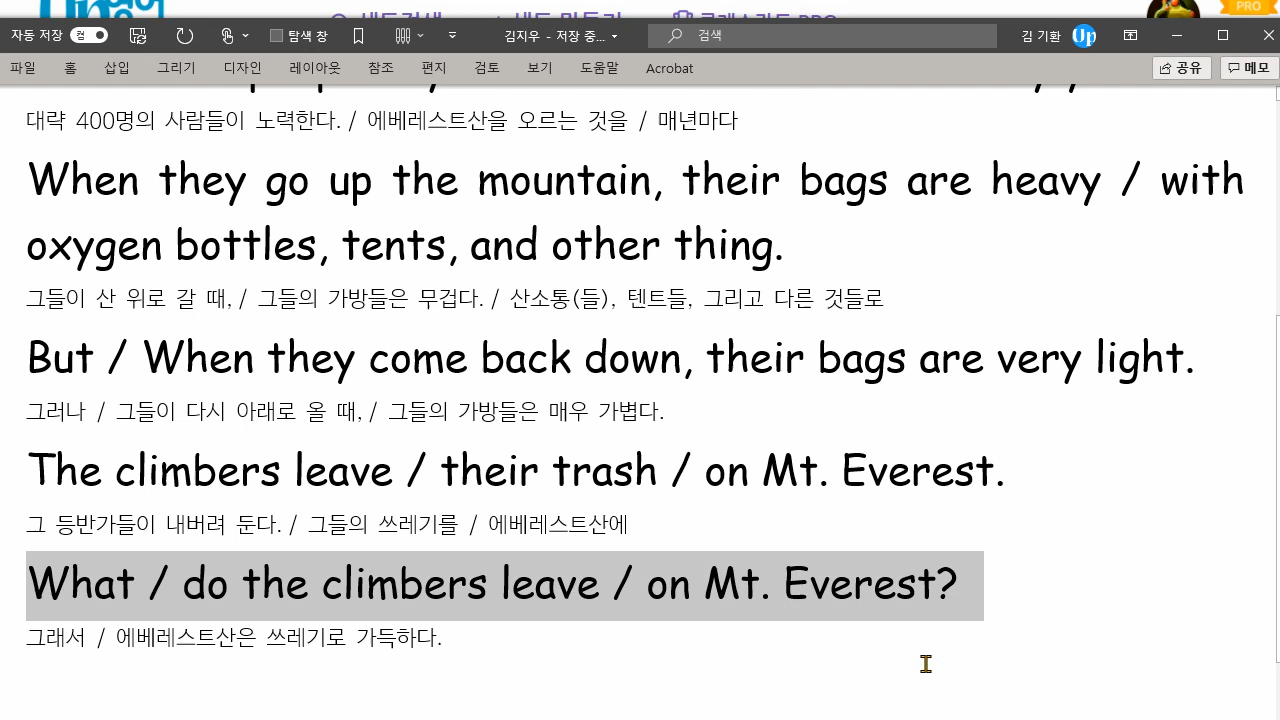 PRO
자동 저장
컴
탐색 창
김지우 - 저장 중...
검색
김 기환
Up
파일 홈 삽입 그리기 디자인 레이아웃 참조 편지 검토 보기 도움말 Acrobat
공유
메모
대략 400명의 사람들이 노력한다. / 에베레스트산을 오르는 것을 / 매년마다
When they go up the mountain, their bags are heavy / with
oxygen bottles, tents, and other thing.
그들이 산 위로 갈 때, / 그들의 가방들은 무겁다. / 산소통(들), 텐트들, 그리고 다른 것들로
But / When they come back down, their bags are very light.
그러나 / 그들이 다시 아래로 올 때, / 그들의 가방들은 매우 가볍다.
The climbers leave / their trash / on Mt. Everest.
그 등반가들이 내버려 둔다. / 그들의 쓰레기를 / 에베레스트산에
What / do the climbers leave / on Mt. Everest?
그래서 / 에베레스트산은 쓰레기로 가득하다.